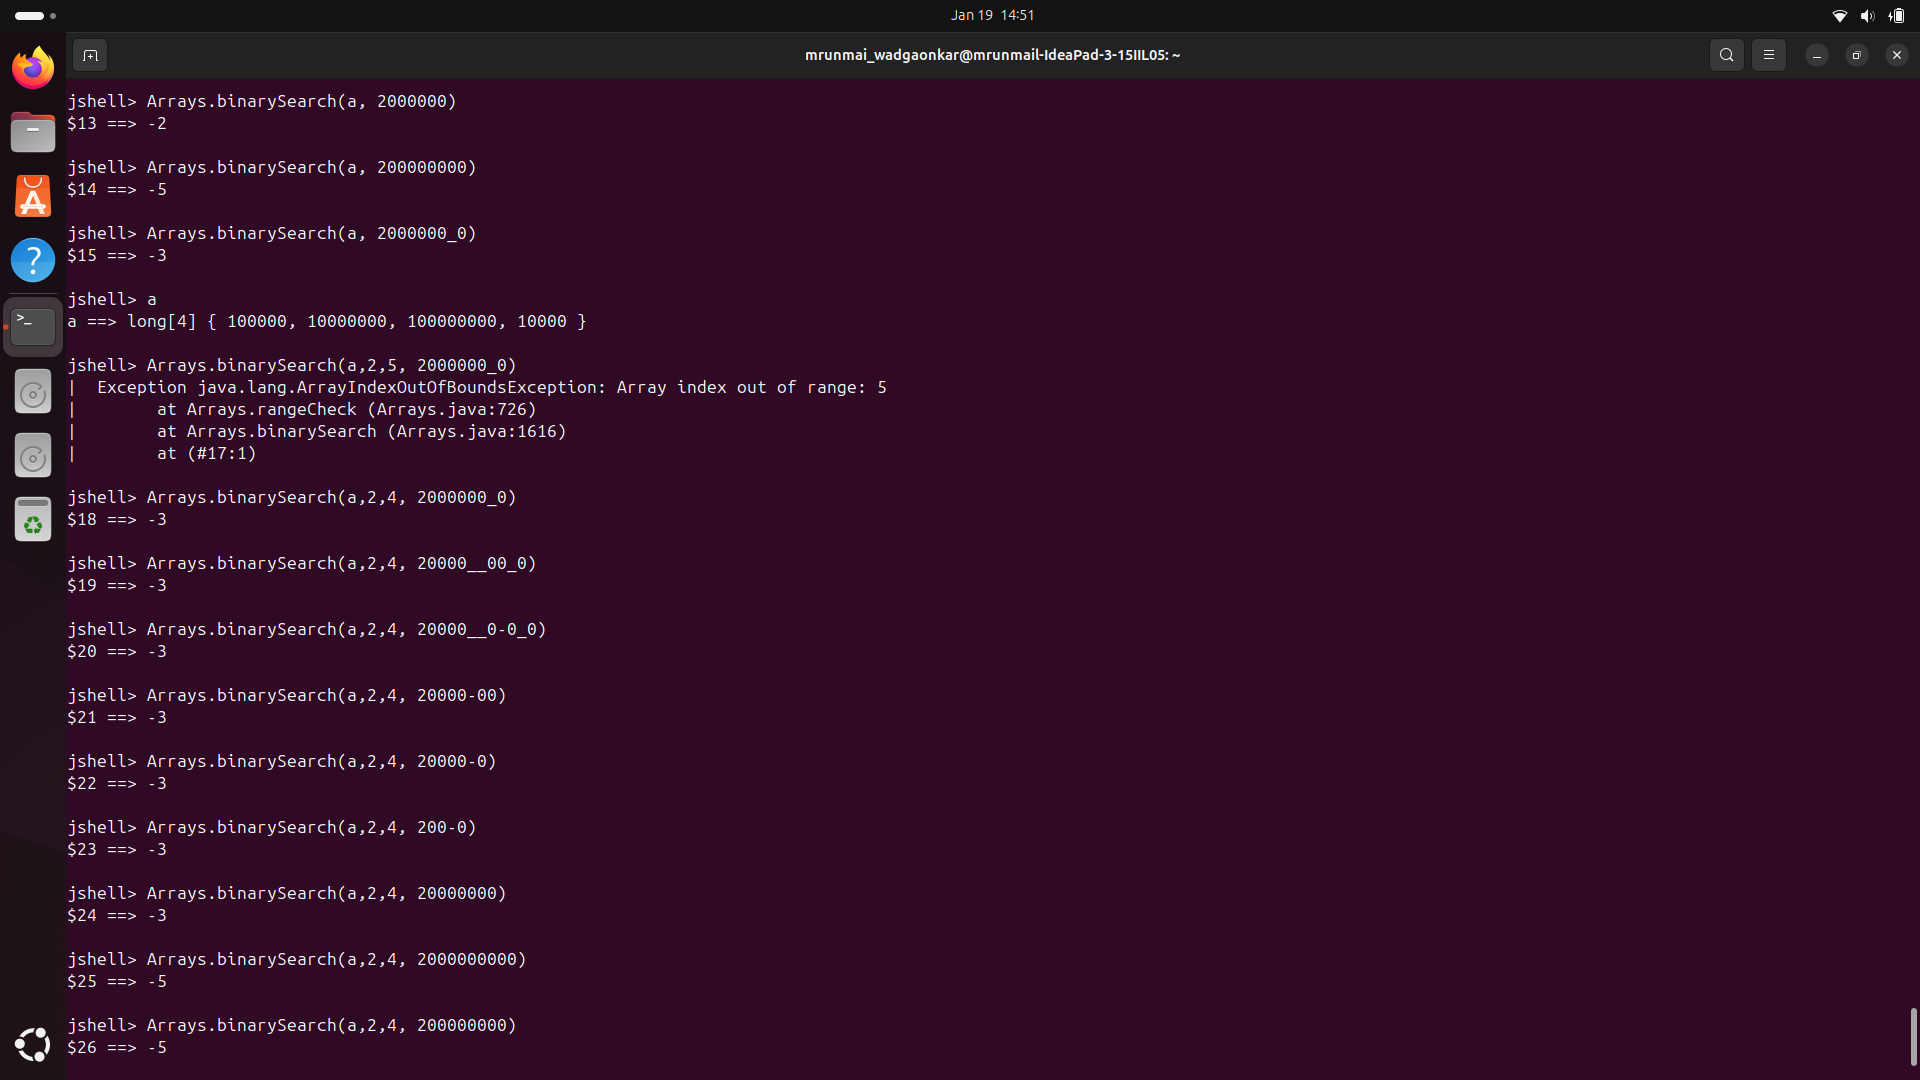 Jan 19 14:51
mrunmai_wadgaonkar@mrunmail-IdeaPad-3-15IIL05: ~
jshell> Arrays.binarySearch(a, 2000000)
$13 ==> -2
jshell> Arrays.binarySearch(a, 200000000)
$14 ==> -5
jshell> Arrays.binarySearch(a, 2000000_0)
$15 ==> -3
jshell> a
a ==> long[4] { 100000, 10000000, 100000000, 10000 }
jshell> Arrays.binarySearch(a,2,5, 2000000_0)
|  Exception java.lang.ArrayIndexOutOfBoundsException: Array index out of range: 5
|        at Arrays.rangeCheck (Arrays.java:726)
|        at Arrays.binarySearch (Arrays.java:1616)
|        at (#17:1)
jshell> Arrays.binarySearch(a,2,4, 2000000_0)
$18 ==> -3
jshell> Arrays.binarySearch(a,2,4, 20000__00_0)
$19 ==> -3
jshell> Arrays.binarySearch(a,2,4, 20000__0-0_0)
$20 ==> -3
jshell> Arrays.binarySearch(a,2,4, 20000-00)
$21 ==> -3
jshell> Arrays.binarySearch(a,2,4, 20000-0)
$22 ==> -3
jshell> Arrays.binarySearch(a,2,4, 200-0)
$23 ==> -3
jshell> Arrays.binarySearch(a,2,4, 20000000)
$24 ==> -3
jshell> Arrays.binarySearch(a,2,4, 2000000000)
$25 ==> -5
jshell> Arrays.binarySearch(a,2,4, 200000000)
$26 ==> -5